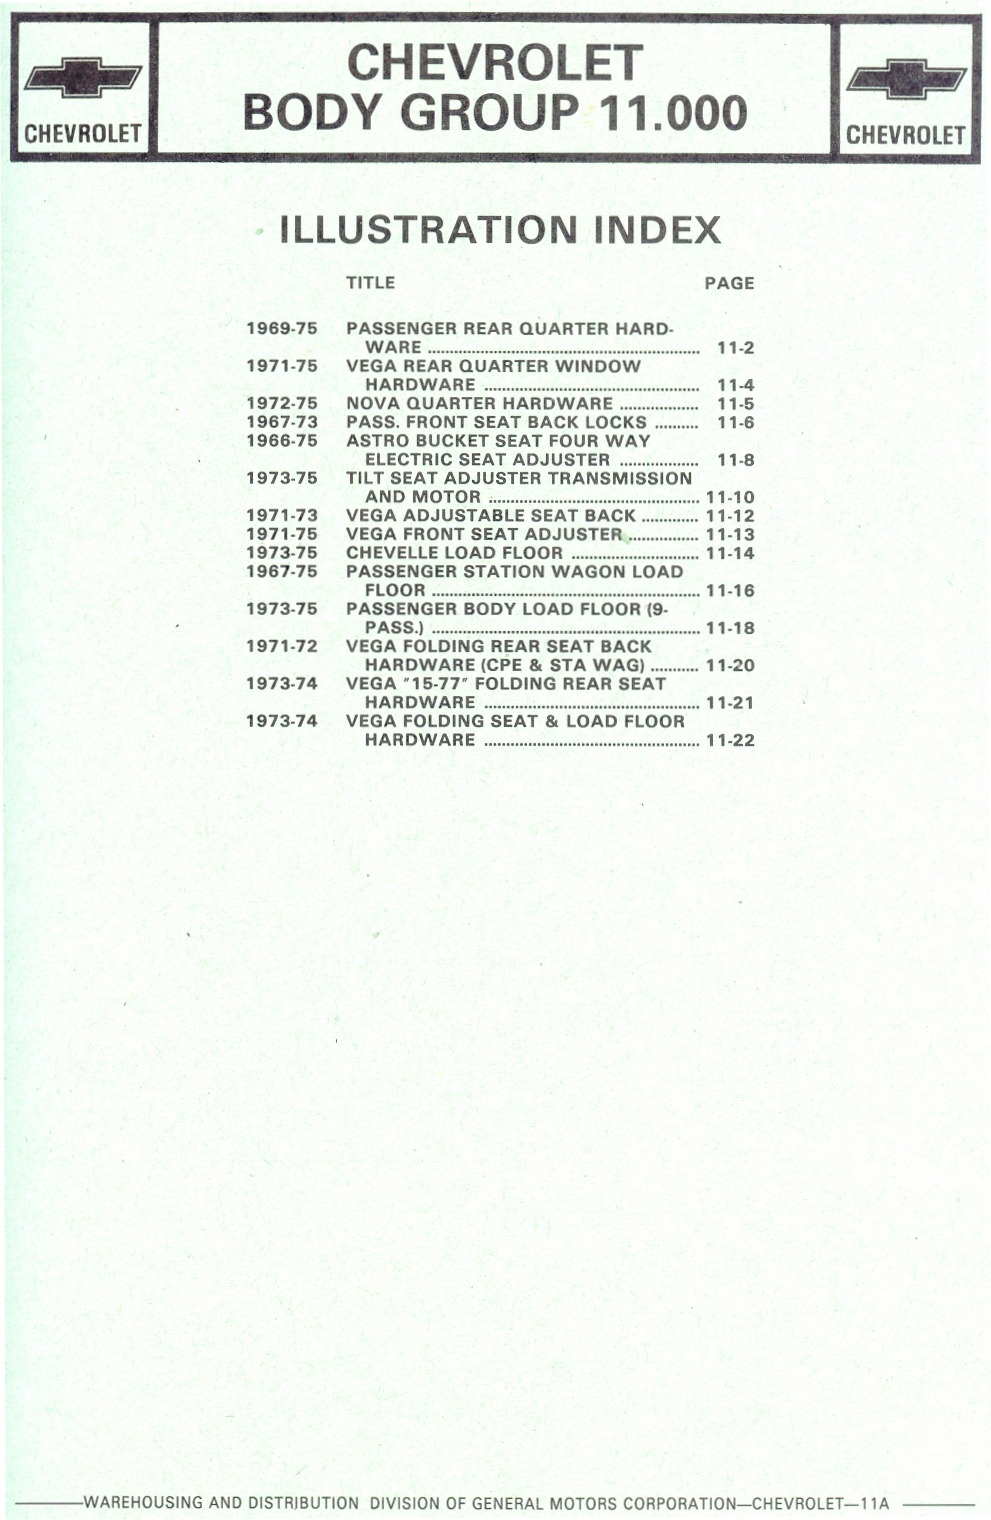 CHEVROLET
BODY GROUP 11.000
CHEVROLET
CHEVROLET
ILLUSTRATION INDEX
TITLE PAGE
1969-75 PASSENGER REAR QUARTER HARD-
WARE ........ 11-2
1971-75 VEGA REAR QUARTER WINDOW
HARDWARE ........ 11-4
1972-75 NOVA QUARTER HARDWARE ........ 11-5
1967-73 PASS. FRONT SEAT BACK LOCKS ........ 11-6
1966-75 ASTRO BUCKET SEAT FOUR WAY
ELECTRIC SEAT ADJUSTER ........ 11-8
1973-75 TILT SEAT ADJUSTER TRANSMISSION
AND MOTOR ........ 11-10
1971-73 VEGA ADJUSTABLE SEAT BACK ........ 11-12
1971-75 VEGA FRONT SEAT ADJUSTER ........ 11-13
1973-75 CHEVELLE LOAD FLOOR ........ 11-14
1967-75 PASSENGER STATION WAGON LOAD
FLOOR ........ 11-16
1973-75 PASSENGER BODY LOAD FLOOR (9-
PASS.) ........ 11-18
1971-72 VEGA FOLDING REAR SEAT BACK
HARDWARE (CPE & STA WAG) ........ 11-20
1973-74 VEGA "15-77" FOLDING REAR SEAT
HARDWARE ........ 11-21
1973-74 VEGA FOLDING SEAT & LOAD FLOOR
HARDWARE ........ 11-22
WAREHOUSING AND DISTRIBUTION DIVISION OF GENERAL MOTORS CORPORATION—CHEVROLET—11A